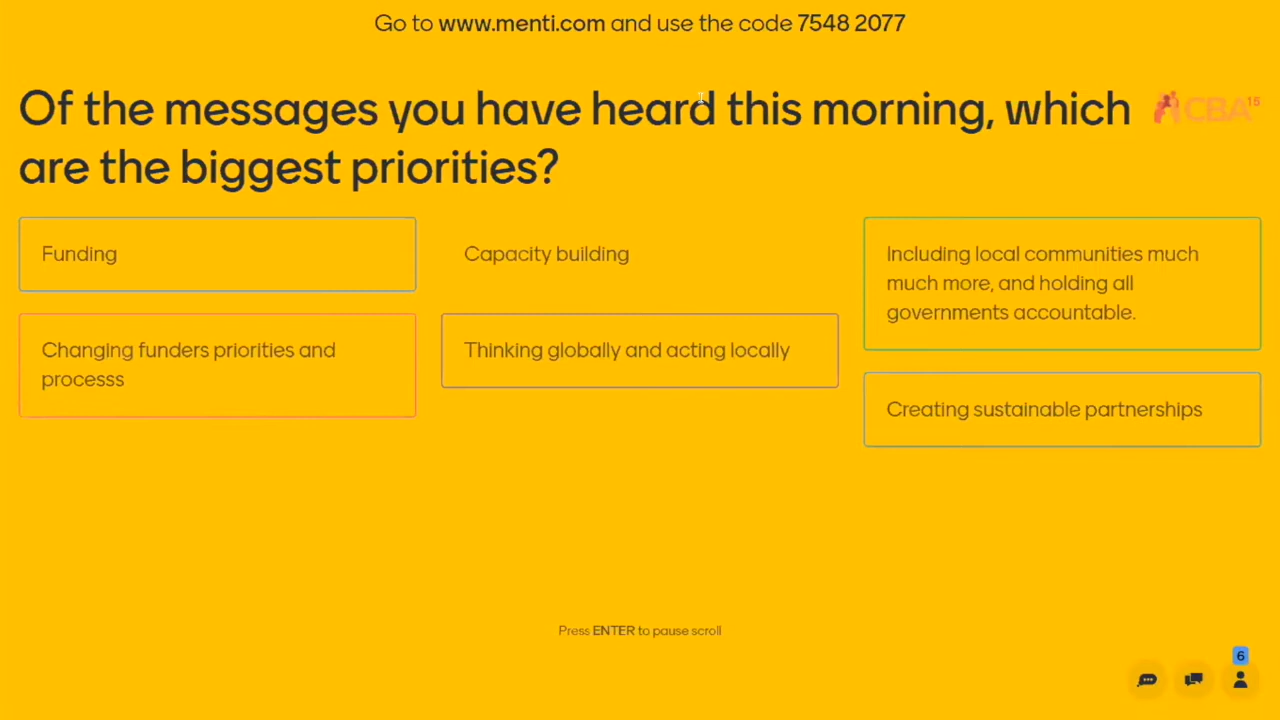 Go to www.menti.com and use the code 7548 2077
Of the messages you have heard this morning, which
are the biggest priorities?
CBA15
Funding
Changing funders priorities and
processs
Capacity building
Thinking globally and acting locally
Including local communities much
much more, and holding all
governments accountable.
Creating sustainable partnerships
Press ENTER to pause scroll
6